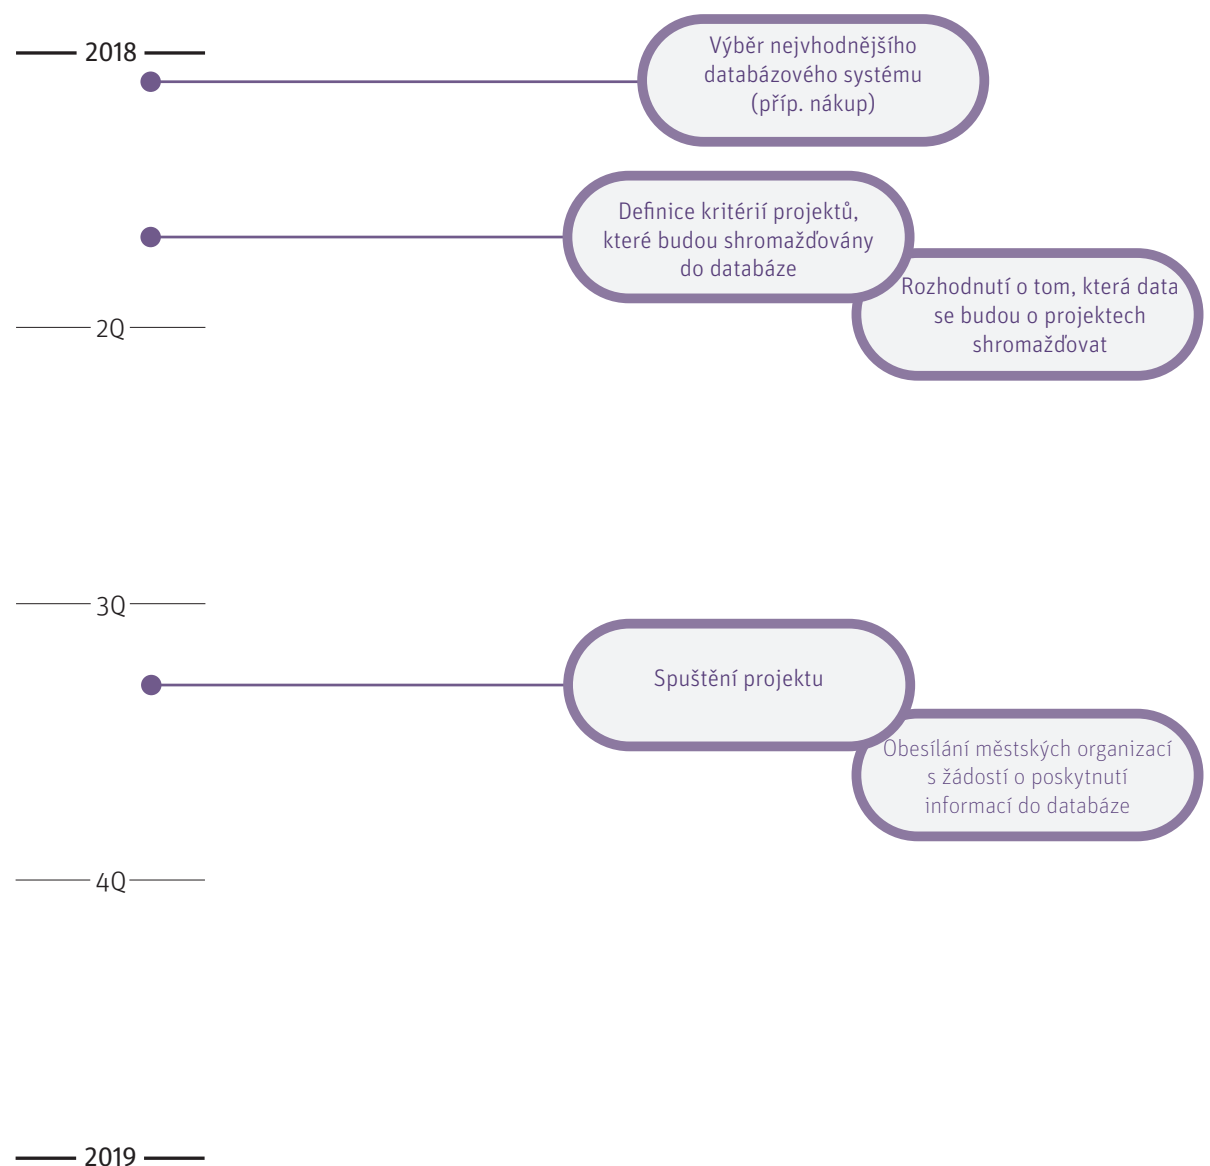 2018
Výběr nejvhodnějšího
databázového systému
(příp. nákup)
Definice kritérií projektů,
které budou shromažďovány
do databáze
Rozhodnutí o tom, která data
se budou o projektech
shromažďovat
2Q
3Q
Spuštění projektu
Obesílání městských organizací
s žádostí o poskytnutí
informací do databáze
4Q
2019